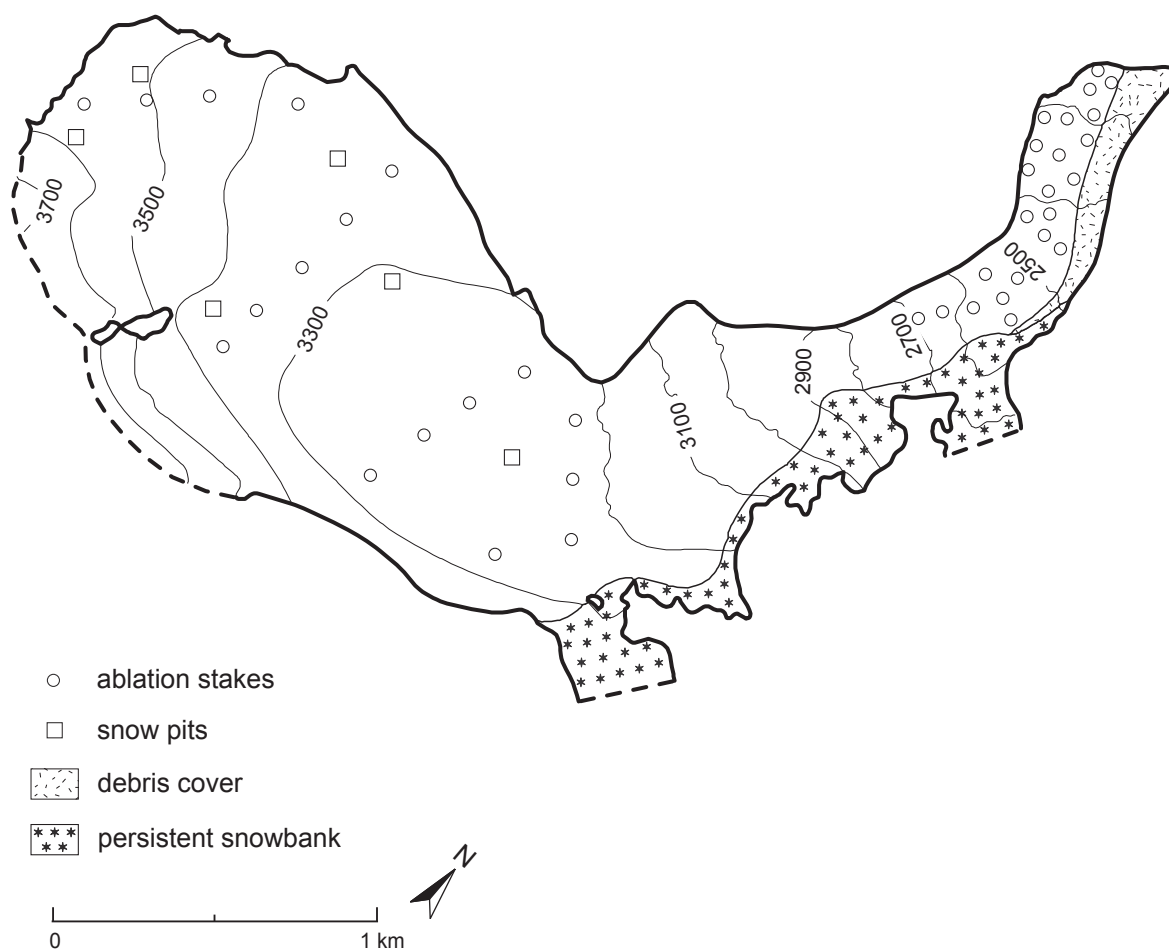 3700
3500
3300
3100
2900
2700
2500
ablation stakes
snow pits
debris cover
persistent snowbank
N
0
1 km